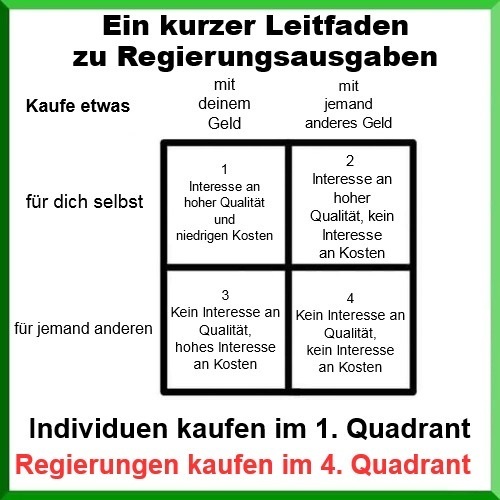 Ein kurzer Leitfaden
zu Regierungsausgaben
mit
deinem
Geld
mit
jemand
anderes Geld
Kaufe etwas
für dich selbst
1
Interesse an
hoher Qualität
und
niedrigen Kosten
2
Interesse an
hoher
Qualität, kein
Interesse
an Kosten
für jemand anderen
3
Kein Interesse an
Qualität,
hohes Interesse
an Kosten
4
Kein Interesse an
Qualität,
kein Interesse
an Kosten
Individuen kaufen im 1. Quadrant
Regierungen kaufen im 4. Quadrant